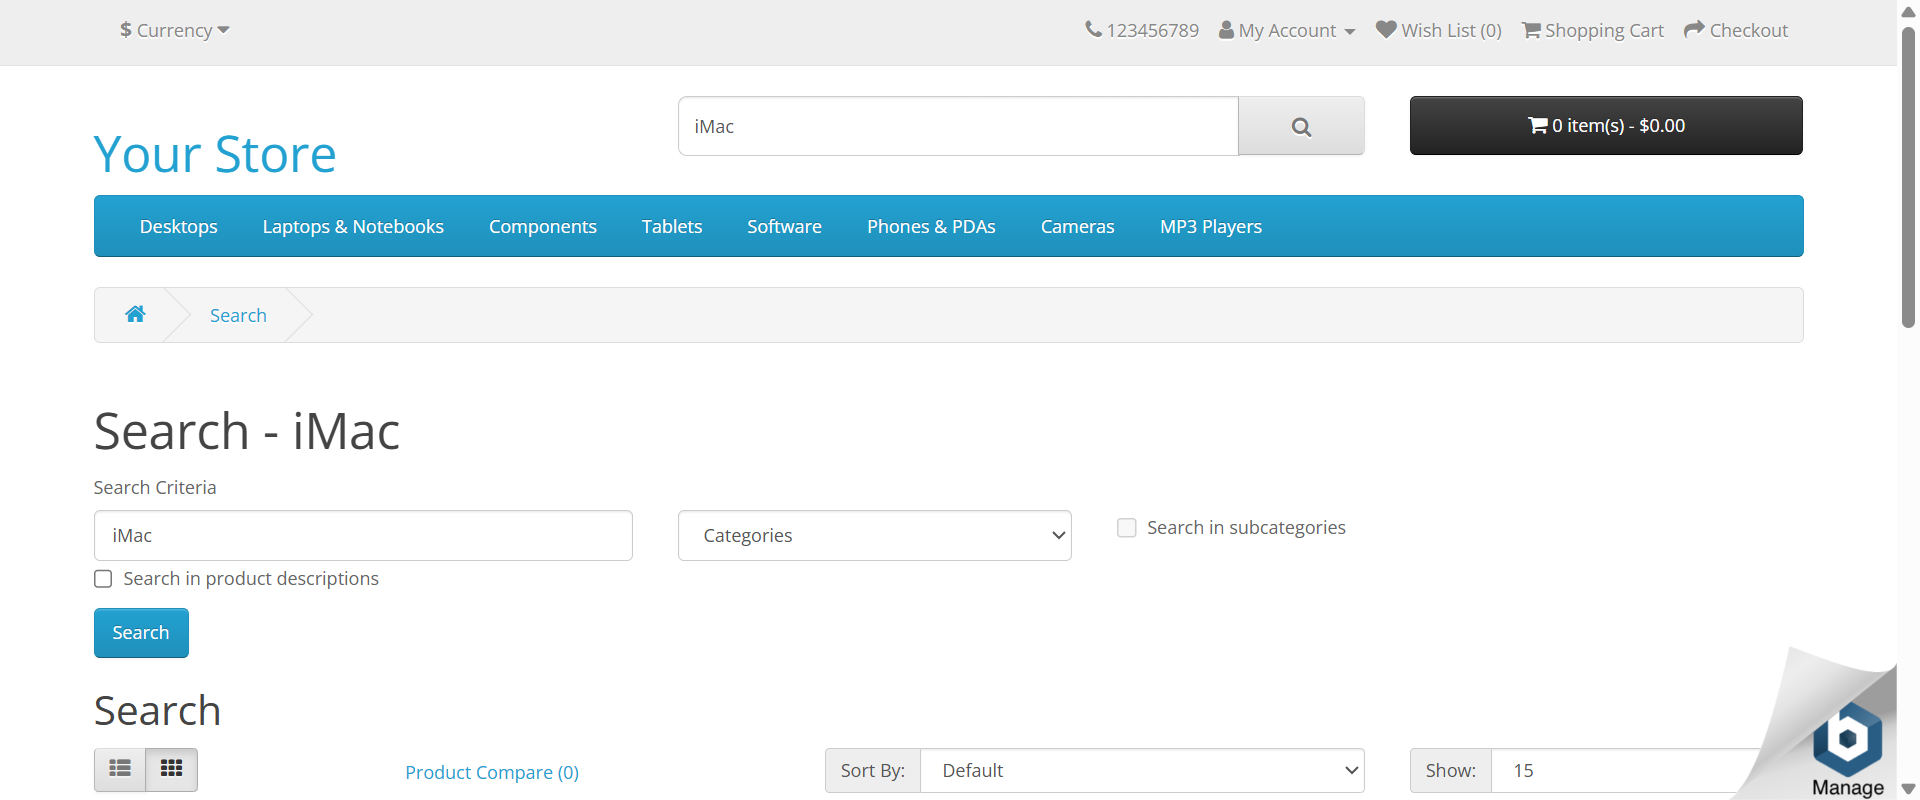 $ Currency
123456789 My Account Wish List (0) Shopping Cart Checkout
Your Store
iMac
0 item(s) - $0.00
Desktops Laptops & Notebooks Components Tablets Software Phones & PDAs Cameras MP3 Players
Search
Search - iMac
Search Criteria
iMac
Categories
Search in subcategories
Search in product descriptions
Search
Search
Product Compare (0)
Sort By: Default
Show: 15
b
Manage